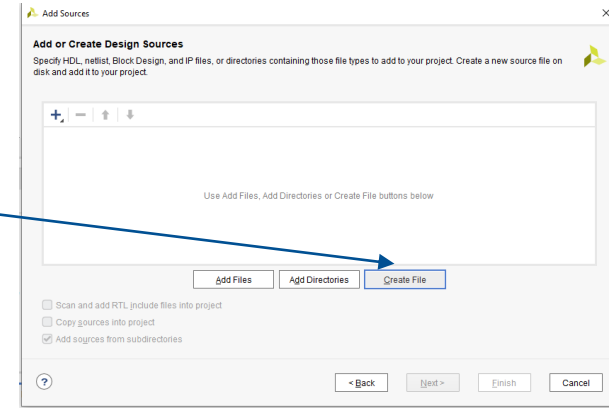 Add Sources
Add or Create Design Sources
Specify HDL, netlist, Block Design, and IP files, or directories containing those file types to add to your project. Create a new source file on
disk and add it to your project.
Use Add Files, Add Directories or Create File buttons below
Add Files Add Directories Create File
Scan and add RTL include files into project
Copy sources into project
Add sources from subdirectories
? < Back Next > Finish Cancel